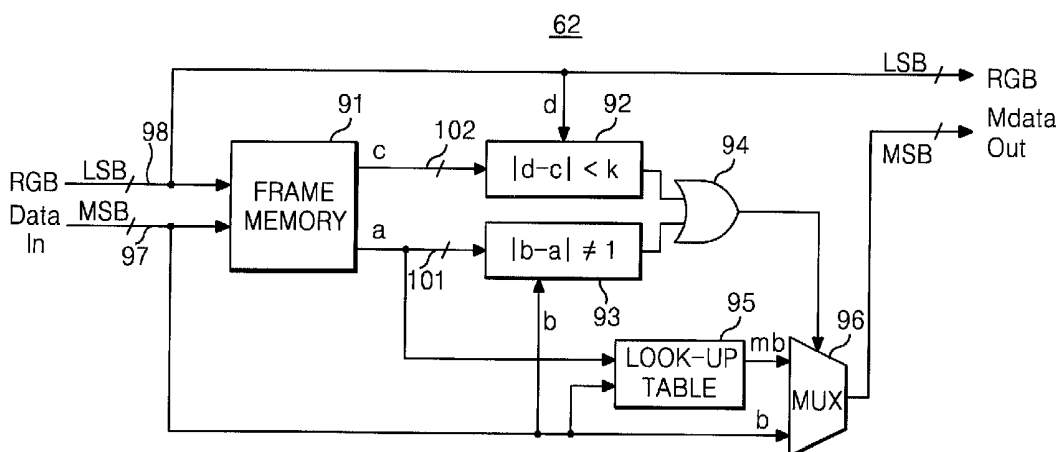 62
LSB
RGB
d
91
92
Mdata
Out
98
c
102
|d-c| < k
94
MSB
RGB
LSB
FRAME
MEMORY
Data
In
MSB
97
a
101
|b-a| ≠ 1
93
b
95
96
LOOK-UP
TABLE
mb
MUX
b